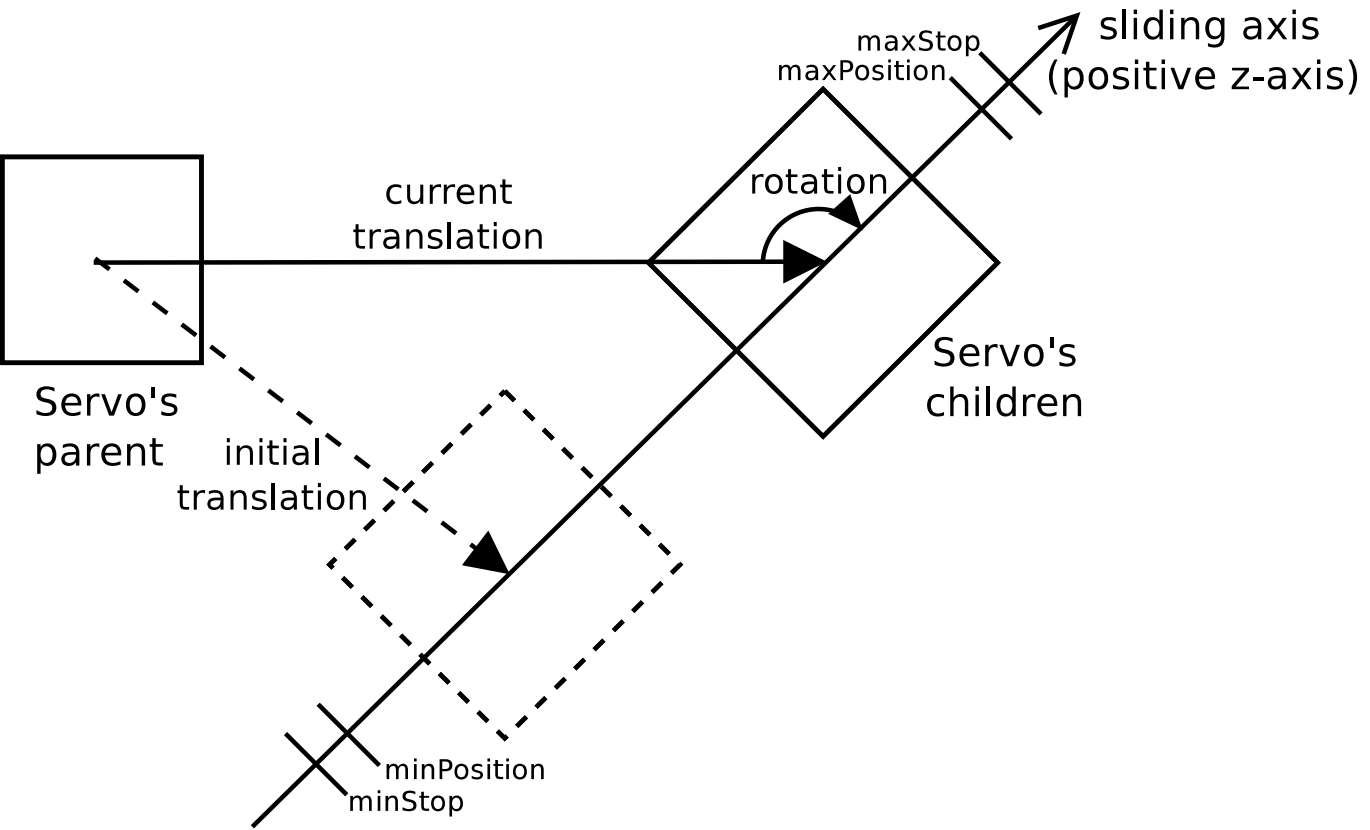 maxStop
maxPosition
sliding axis
(positive z-axis)
current
translation
rotation
Servo's
parent
Servo's
children
initial
translation
minPosition
minStop